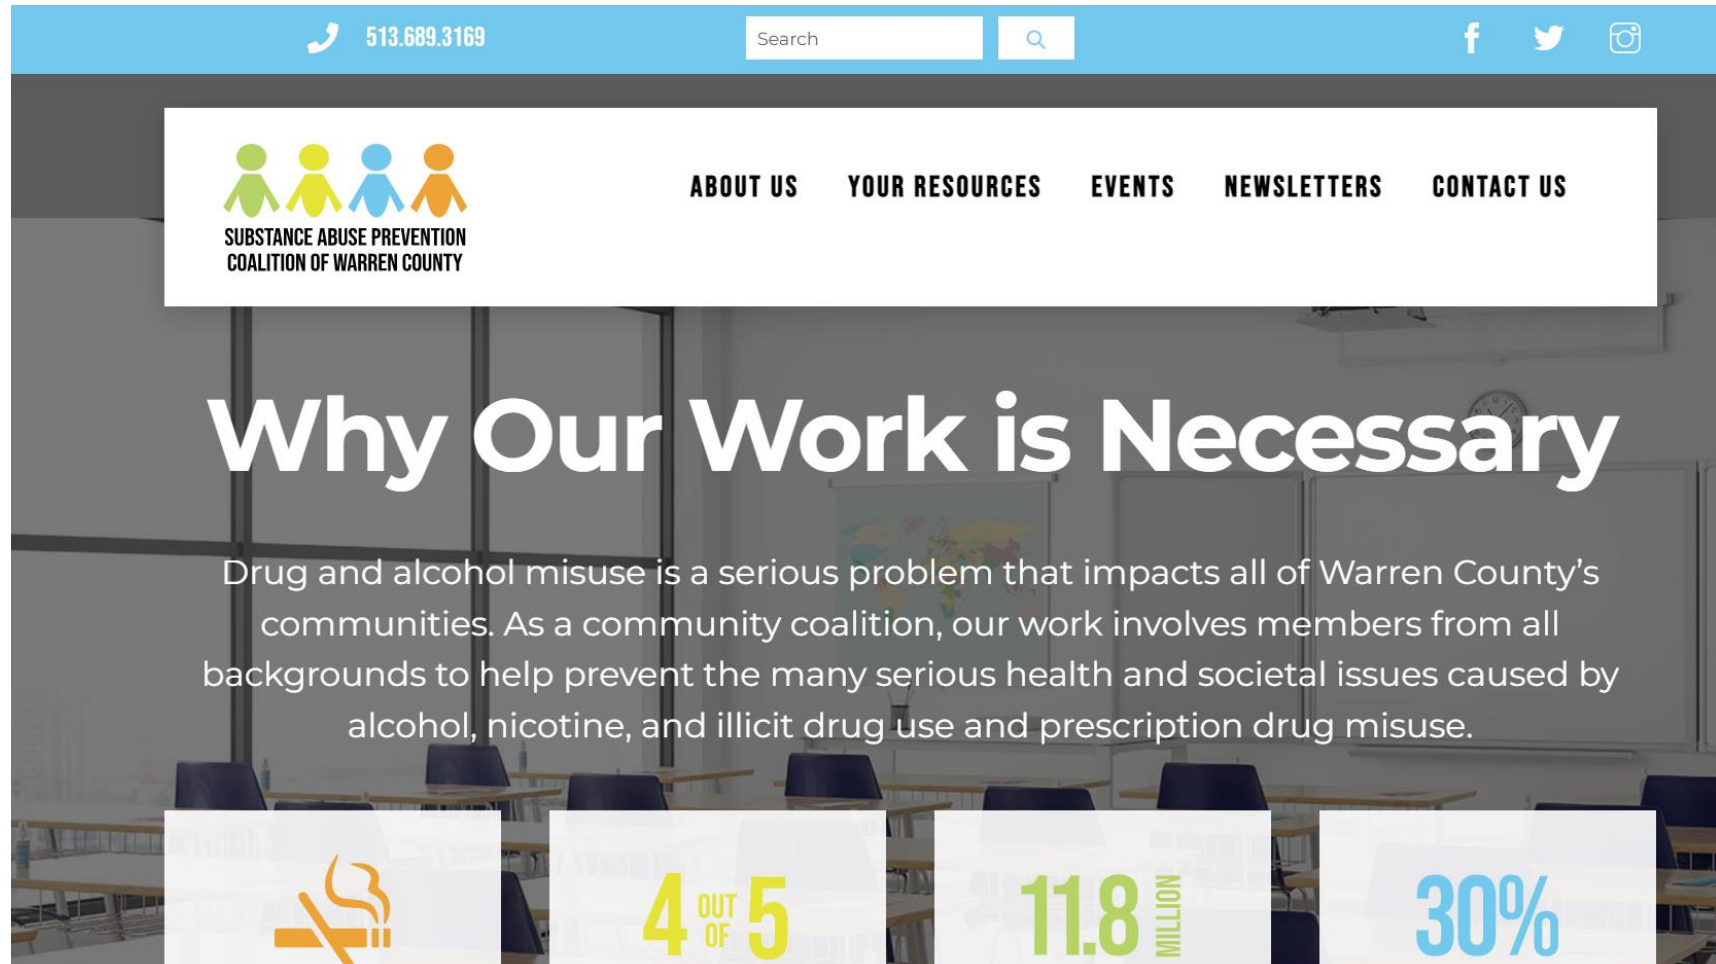 513.689.3169
Search
SUBSTANCE ABUSE PREVENTION
COALITION OF WARREN COUNTY
ABOUT US
YOUR RESOURCES
EVENTS
NEWSLETTERS
CONTACT US
Why Our Work is Necessary
Drug and alcohol misuse is a serious problem that impacts all of Warren County’s
communities. As a community coalition, our work involves members from all
backgrounds to help prevent the many serious health and societal issues caused by
alcohol, nicotine, and illicit drug use and prescription drug misuse.
4 OUT OF 5
11.8 MILLION
30%